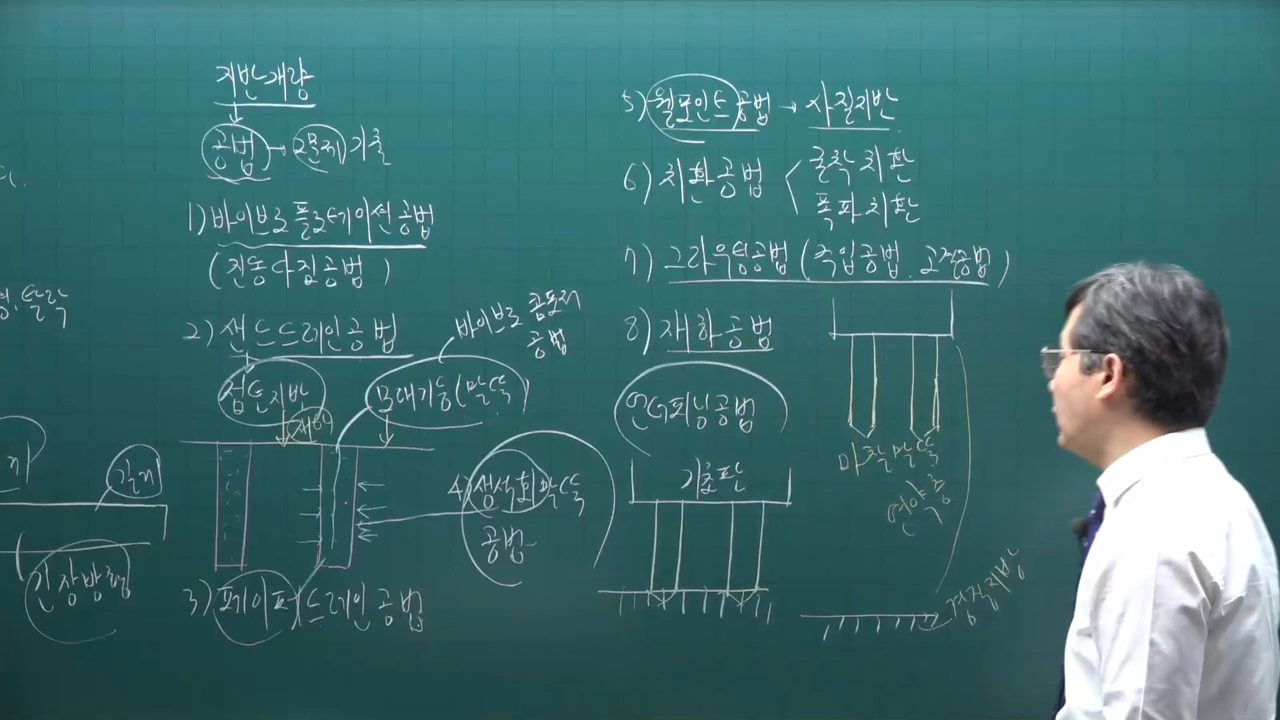 지반개량
공법 → 문제기출
1) 바이브로플로테이션공법
(진동다짐공법)
2) 샌드드레인공법
점토지반
모래기둥(말뚝)
바이브로 콤포저
공법
재하
3) 페이퍼드레인공법
4) 생석회말뚝
공법
5) 웰포인트공법 → 사질지반
6) 치환공법
굴착치환
폭파치환
7) 그라우팅공법(주입공법, 고결공법)
8) 재하공법
언더피닝공법
기초판
마찰말뚝
연약층
경질지반
긴장방법